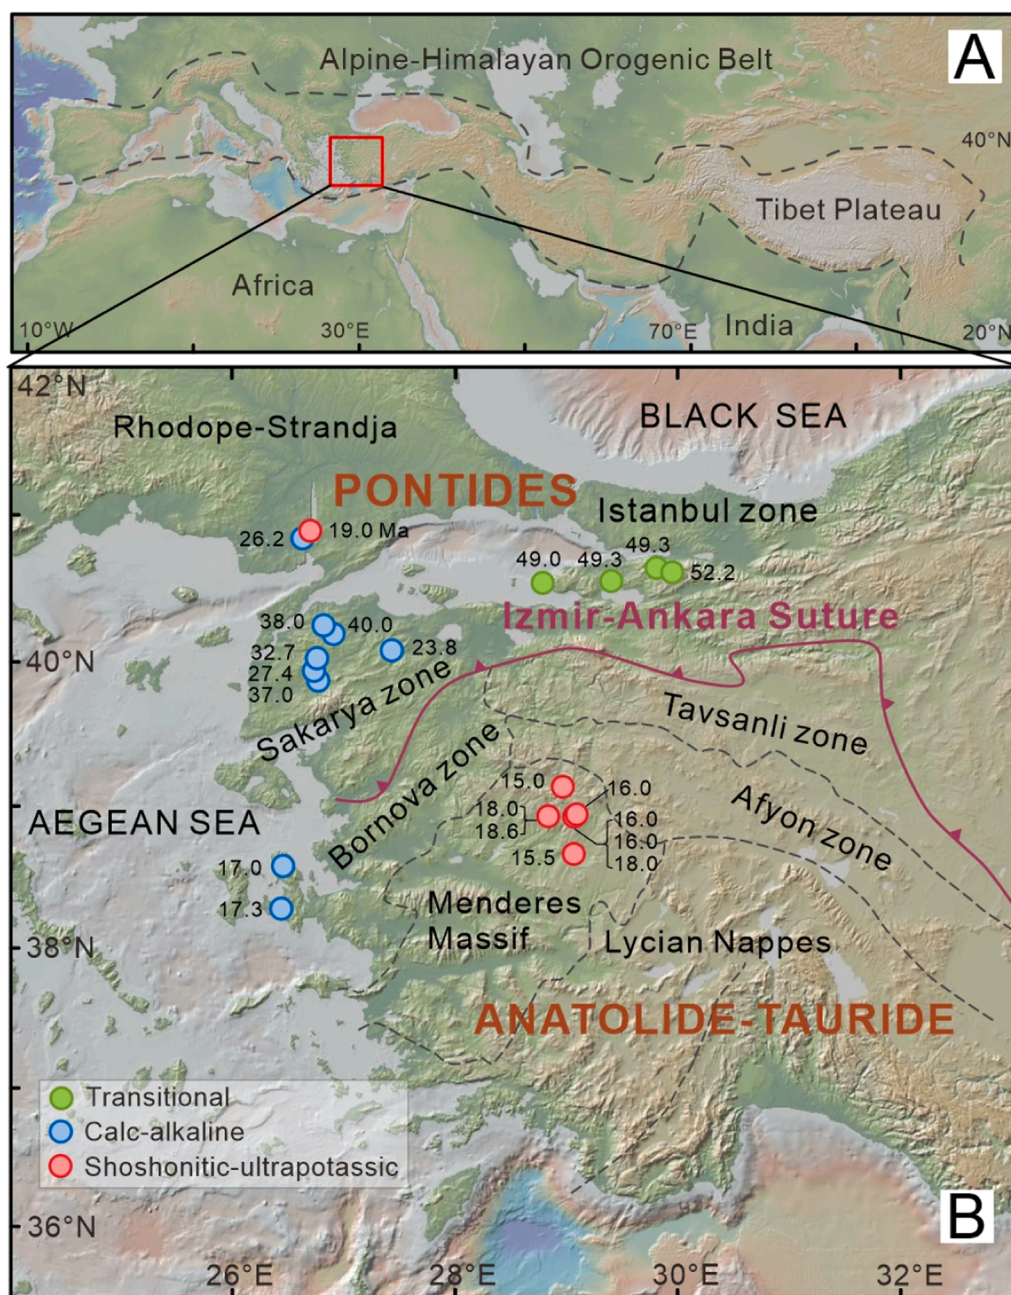 A
Alpine-Himalayan Orogenic Belt
40°N
Tibet Plateau
Africa
India
10°W
30°E
70°E
20°N
42°N
BLACK SEA
Rhodope-Strandja
PONTIDES
Istanbul zone
26.2
19.0 Ma
49.0
49.3
49.3
52.2
Izmir-Ankara Suture
38.0
40.0
32.7
23.8
27.4
37.0
40°N
Sakarya zone
Tavsanli zone
Bornova zone
15.0
16.0
18.0
18.6
16.0
16.0
18.0
15.5
Afyon zone
AEGEAN SEA
17.0
17.3
Menderes
Massif
Lycian Nappes
38°N
ANATOLIDE-TAURIDE
Transitional
Calc-alkaline
Shoshonitic-ultrapotassic
36°N
B
26°E
28°E
30°E
32°E